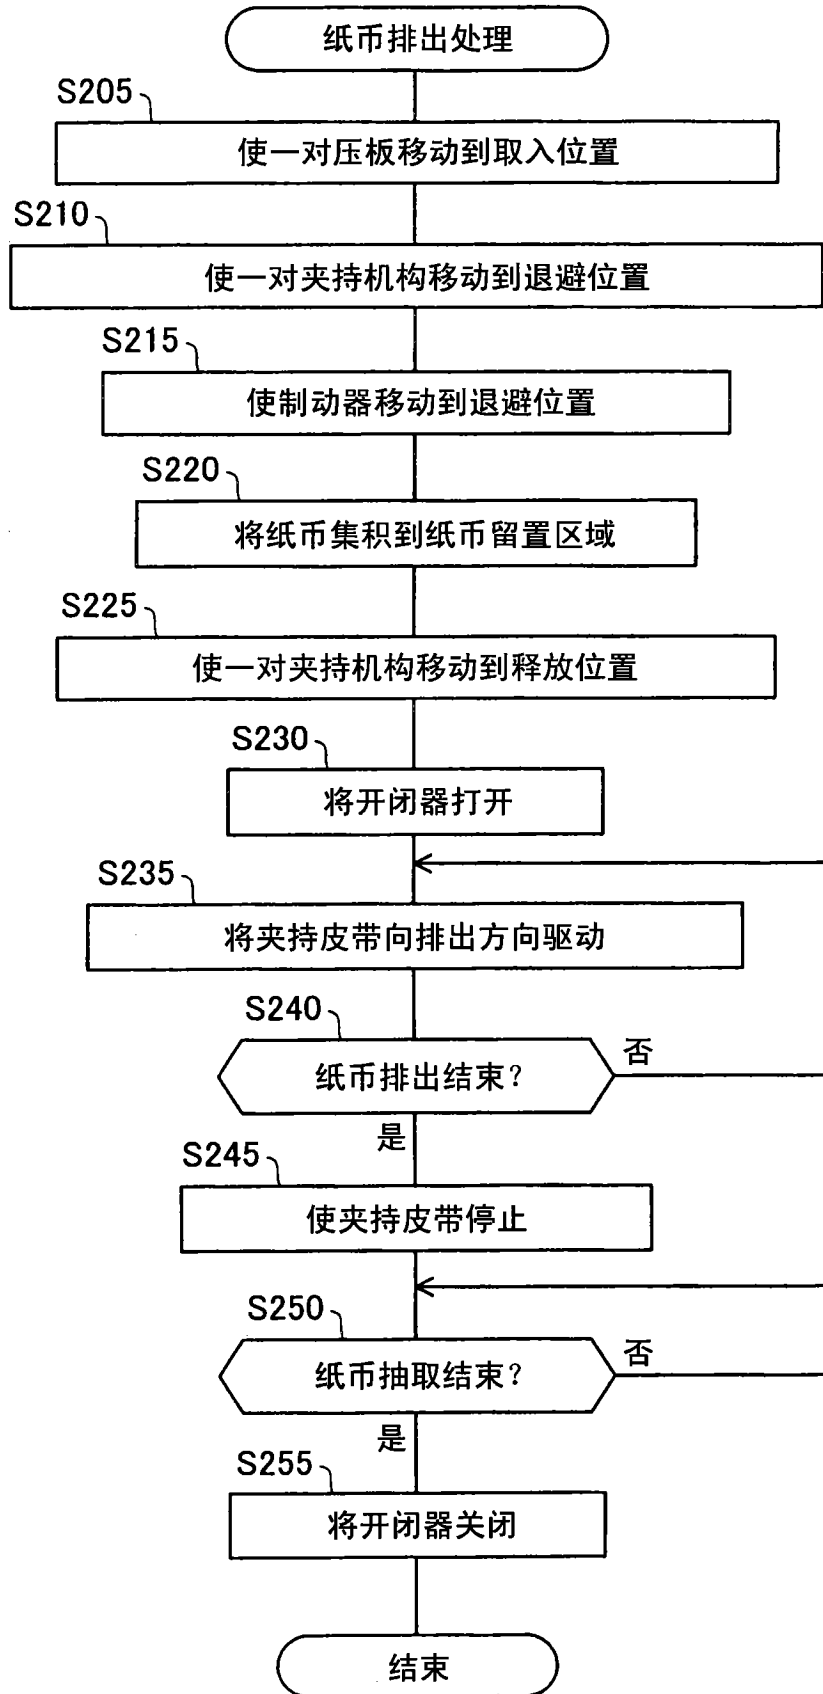 纸币排出处理
S205
使一对压板移动到取入位置
S210
使一对夹持机构移动到退避位置
S215
使制动器移动到退避位置
S220
将纸币集积到纸币留置区域
S225
使一对夹持机构移动到释放位置
S230
将开闭器打开
S235
将夹持皮带向排出方向驱动
S240
纸币排出结束？
否
是
S245
使夹持皮带停止
S250
纸币抽取结束？
否
是
S255
将开闭器关闭
结束